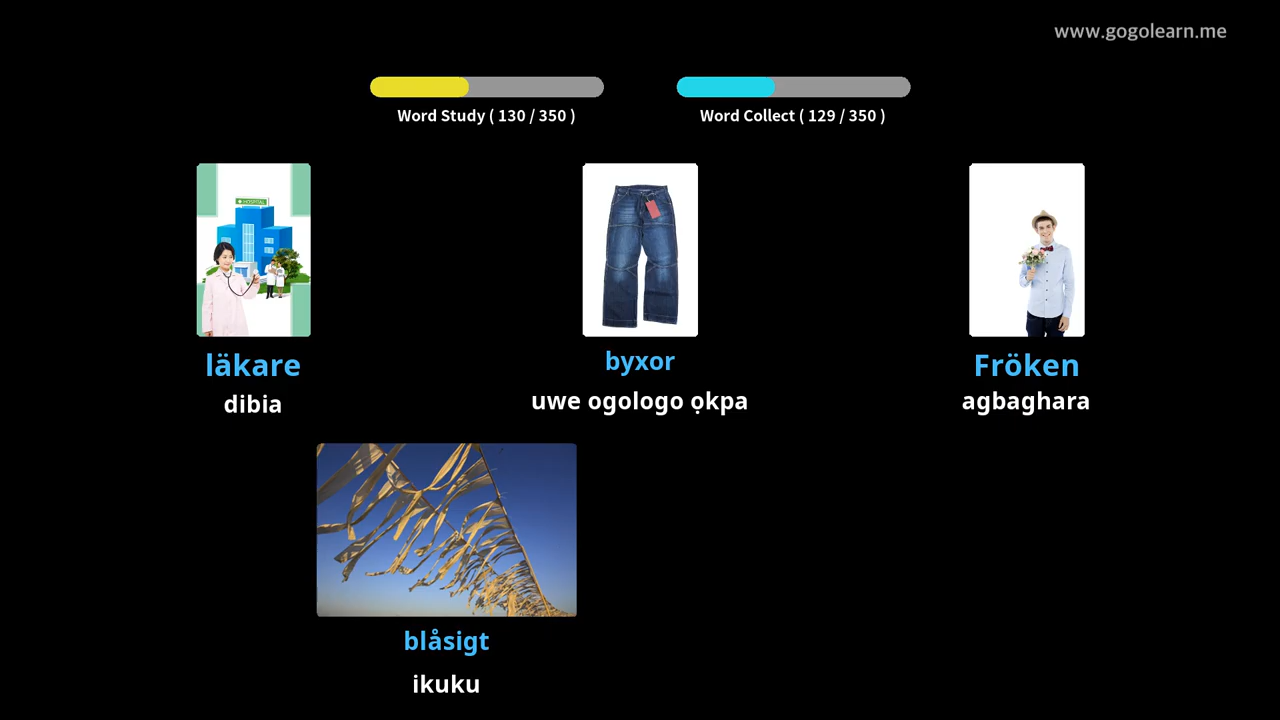 www.gogolearn.me
Word Study ( 130 / 350 )
Word Collect ( 129 / 350 )
HOSPITAL
läkare
byxor
Fröken
dibia
uwe ogologo ọkpa
agbaghara
blåsigt
ikuku